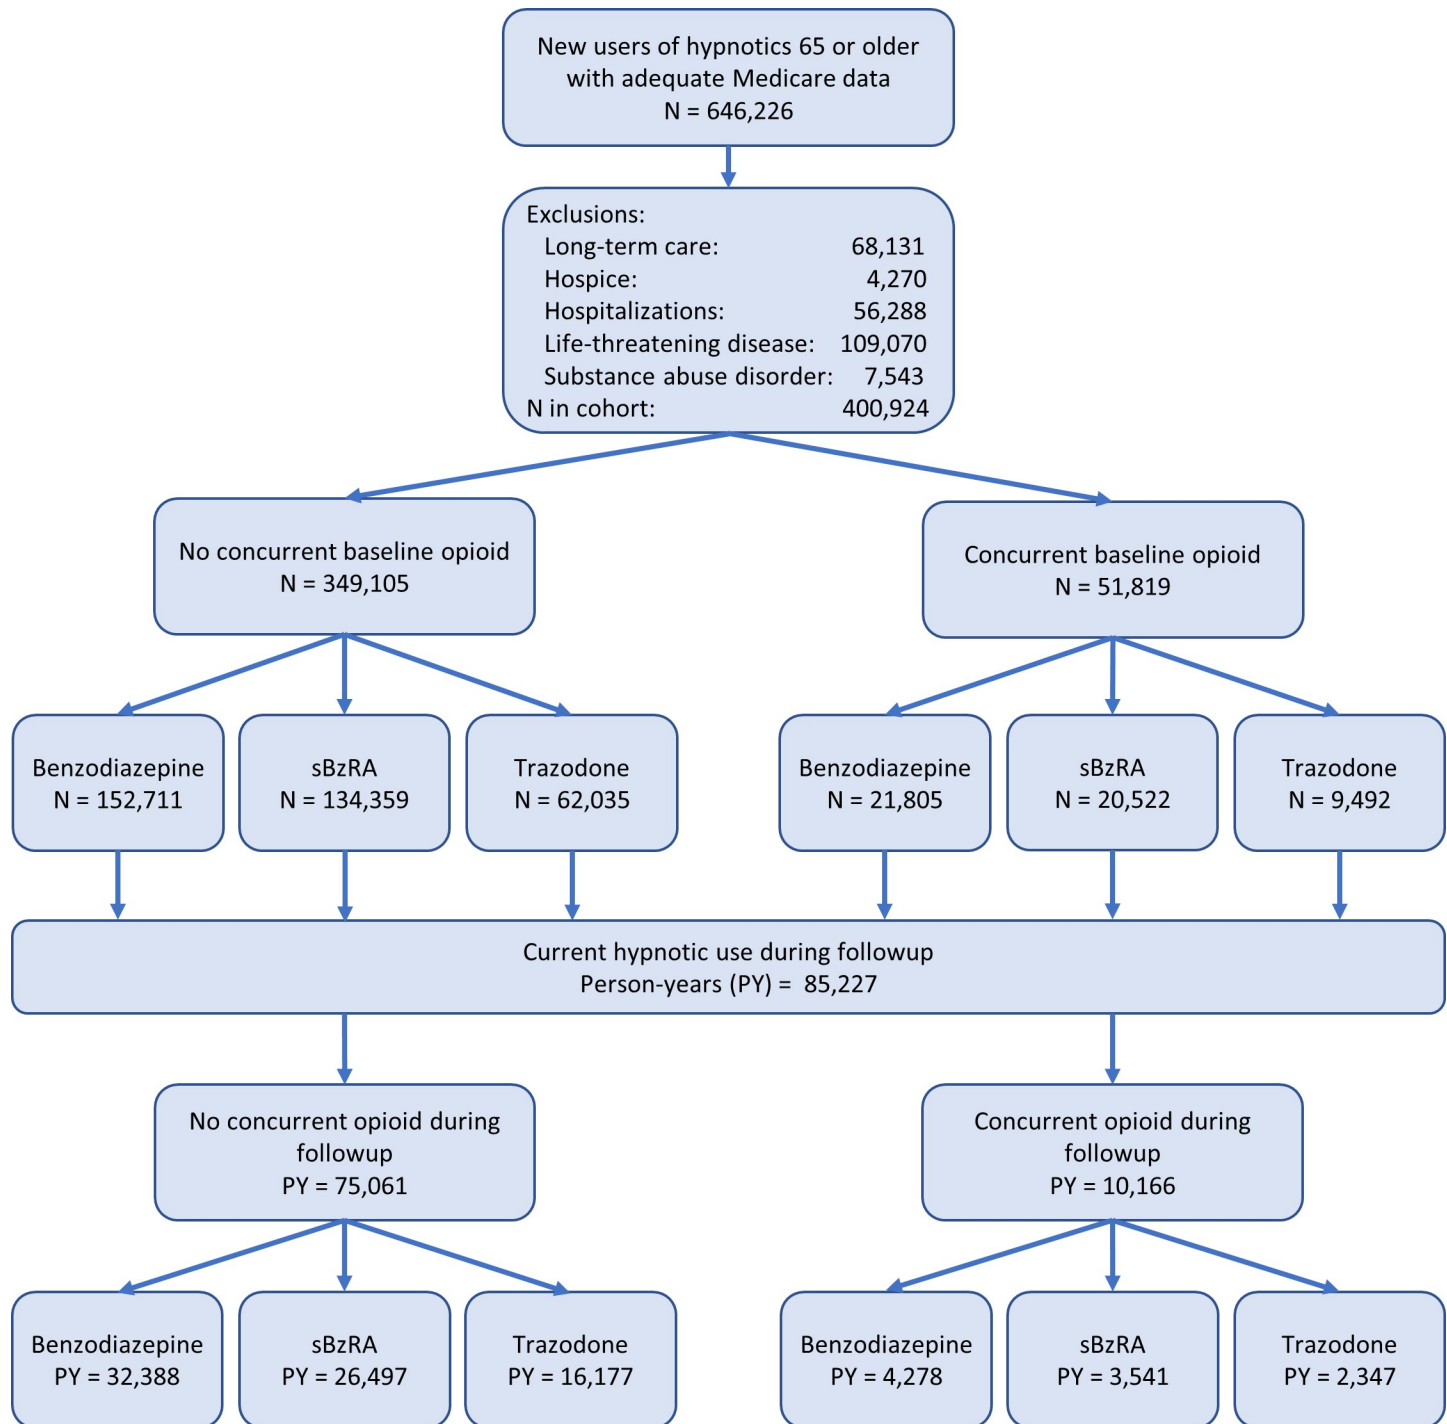 New users of hypnotics 65 or older
with adequate Medicare data
N = 646,226
Exclusions:
Long-term care: 68,131
Hospice: 4,270
Hospitalizations: 56,288
Life-threatening disease: 109,070
Substance abuse disorder: 7,543
N in cohort: 400,924
No concurrent baseline opioid
N = 349,105
Concurrent baseline opioid
N = 51,819
Benzodiazepine
N = 152,711
sBzRA
N = 134,359
Trazodone
N = 62,035
Benzodiazepine
N = 21,805
sBzRA
N = 20,522
Trazodone
N = 9,492
Current hypnotic use during followup
Person-years (PY) = 85,227
No concurrent opioid during
followup
PY = 75,061
Concurrent opioid during
followup
PY = 10,166
Benzodiazepine
PY = 32,388
sBzRA
PY = 26,497
Trazodone
PY = 16,177
Benzodiazepine
PY = 4,278
sBzRA
PY = 3,541
Trazodone
PY = 2,347